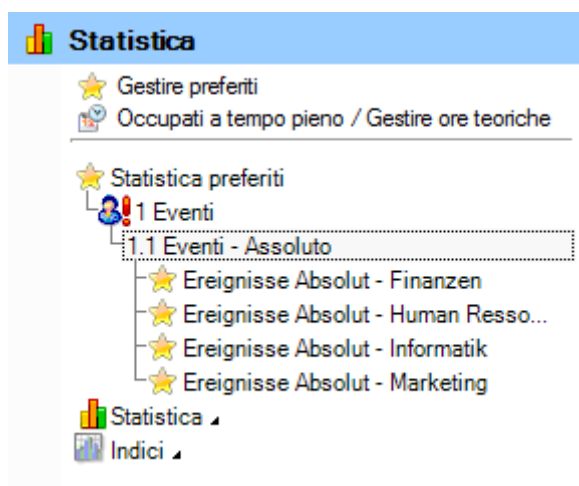 Statistica
Gestire preferiti
Occupati a tempo pieno / Gestire ore teoriche
Statistica preferiti
1 Eventi
1.1 Eventi - Assoluto
Ereignisse Absolut - Finanzen
Ereignisse Absolut - Human Resso...
Ereignisse Absolut - Informatik
Ereignisse Absolut - Marketing
Statistica
Indici